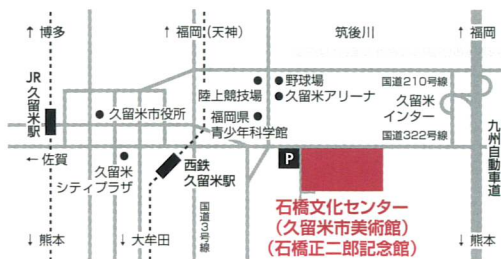 ↑ 博多
↑ 福岡(天神)
筑後川
↑ 福岡
JR
久留米
駅
久留米市役所
陸上競技場
野球場
久留米アリーナ
福岡県
青少年科学館
国道210号線
久留米
インター
国道322号線
九州自動車道
← 佐賀
久留米
シティプラザ
西鉄
久留米駅
P
国道3号線
石橋文化センター
(久留米市美術館)
(石橋正二郎記念館)
↓ 熊本
↓ 大牟田
↓ 熊本